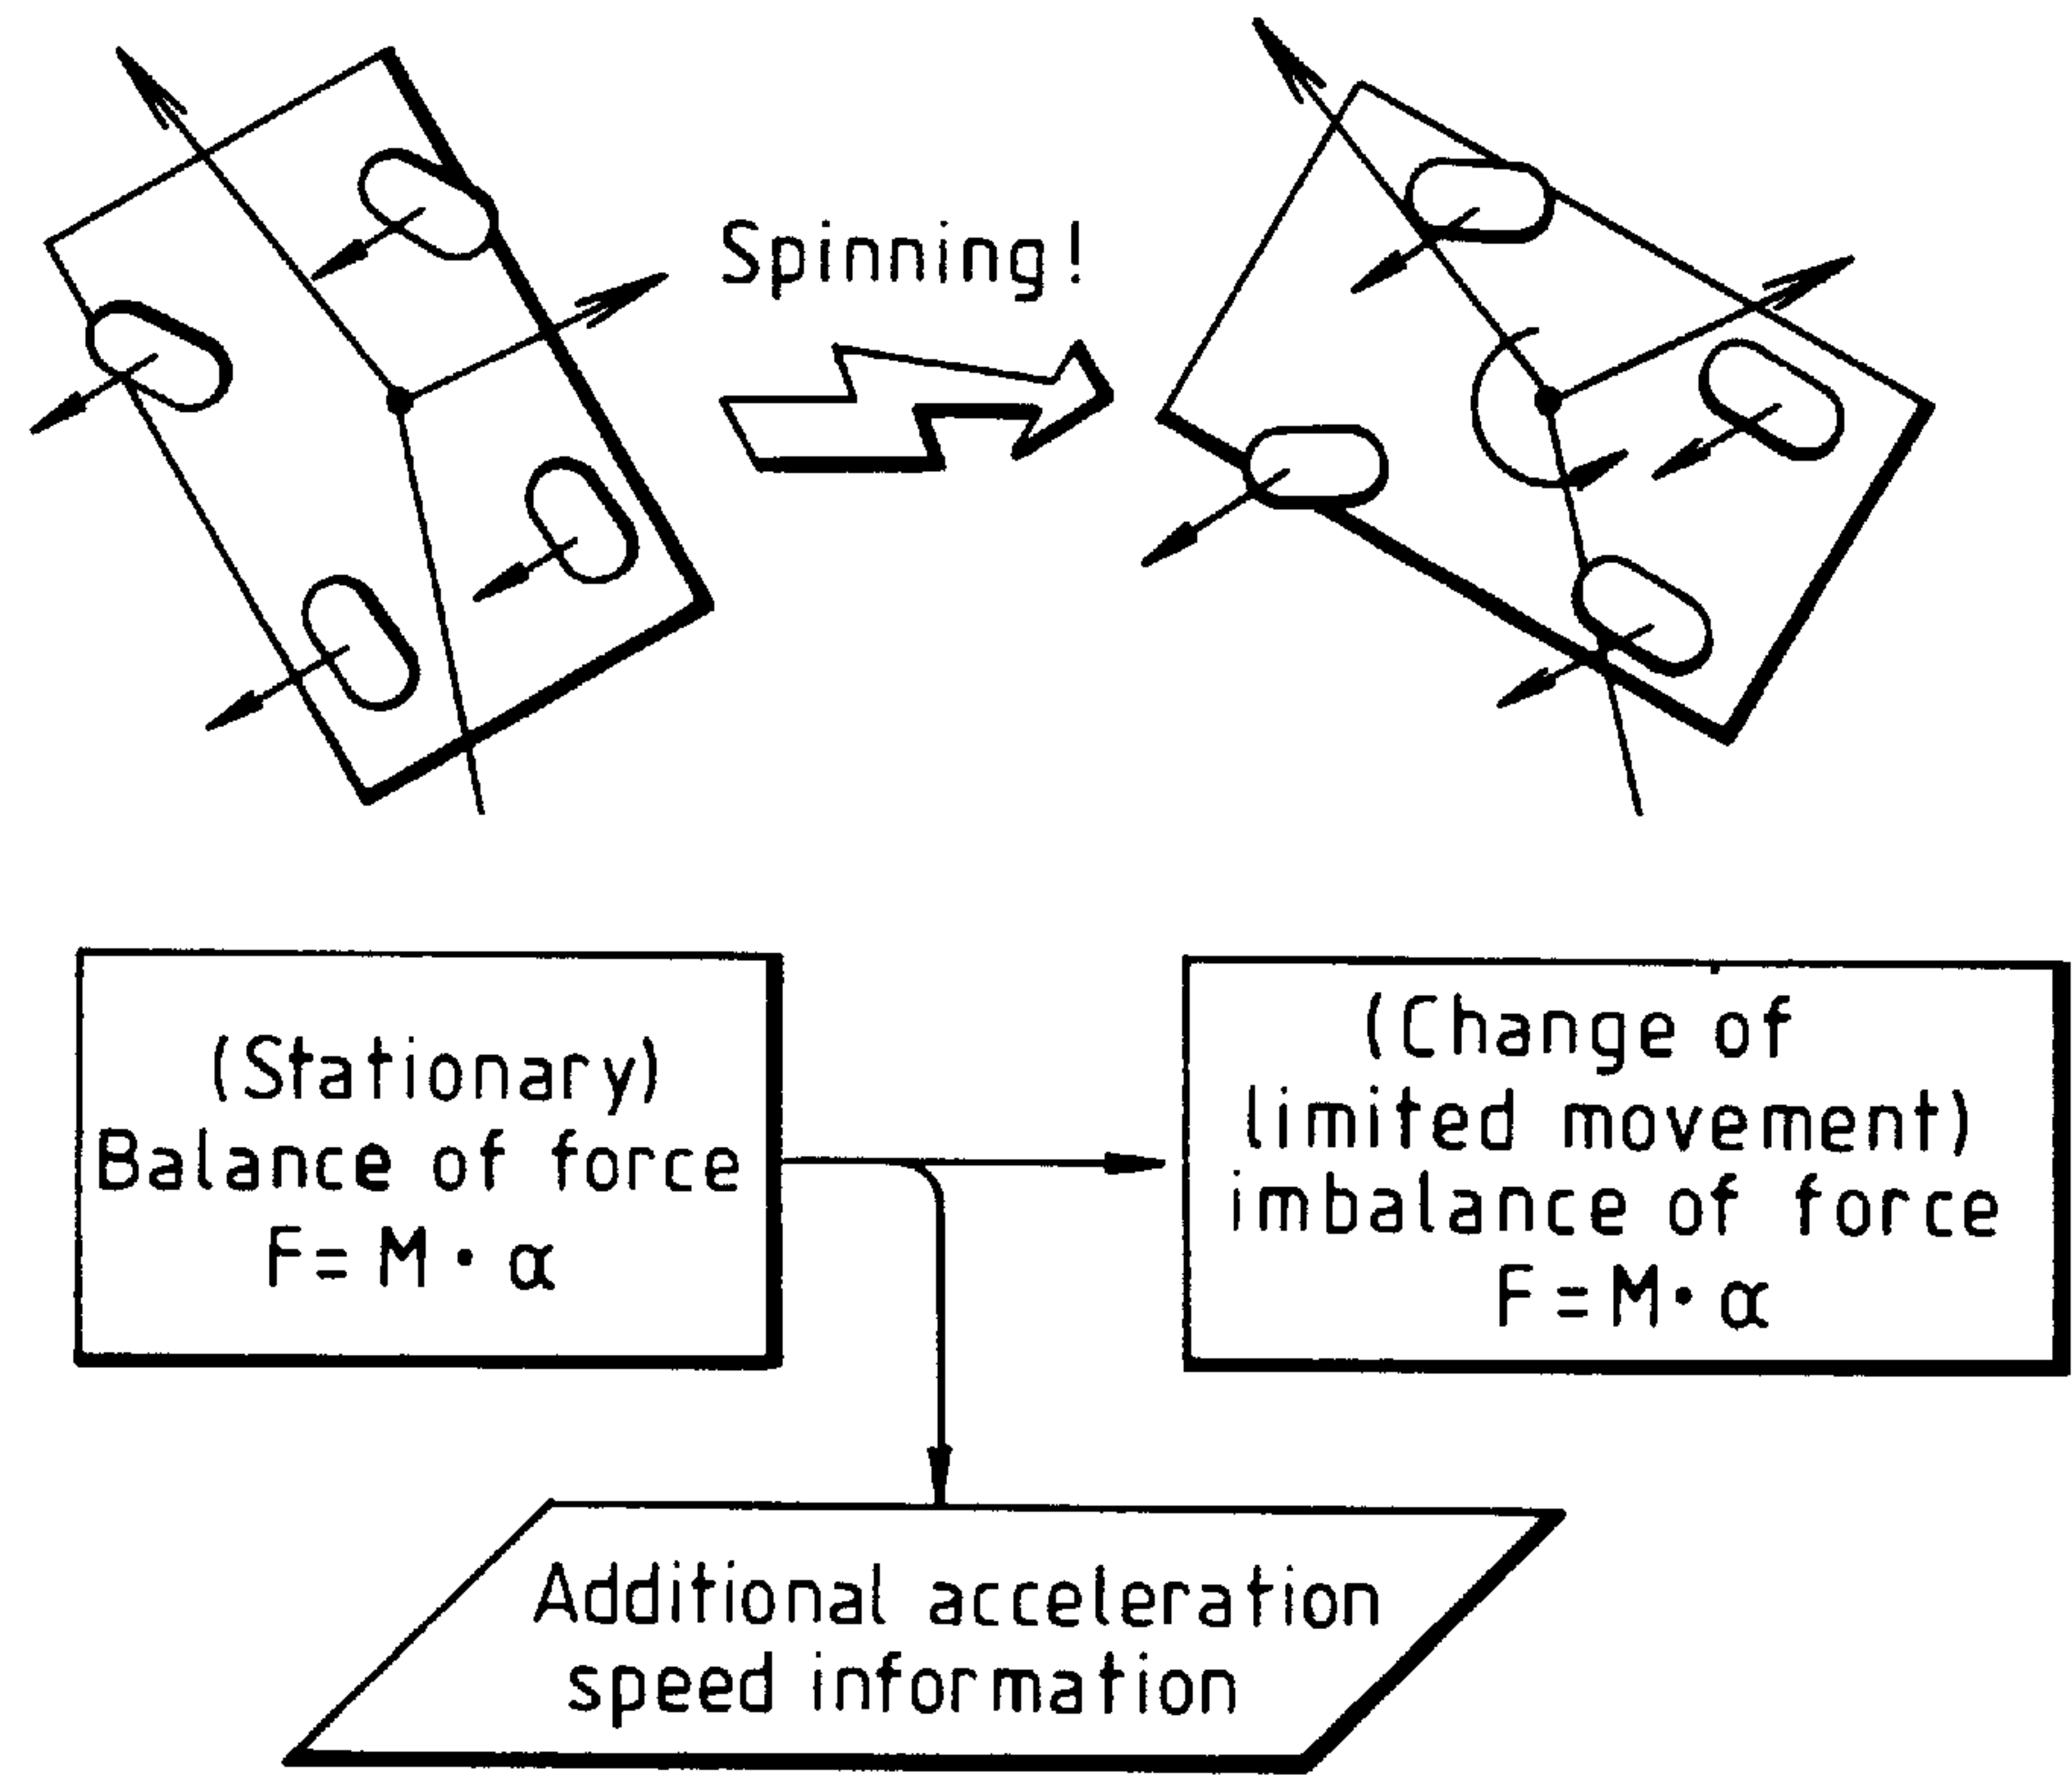 Spinning!
(Stationary)
Balance of force
F= M・α
(Change of
limited movement)
imbalance of force
F=M・α
Additional acceleration
speed information